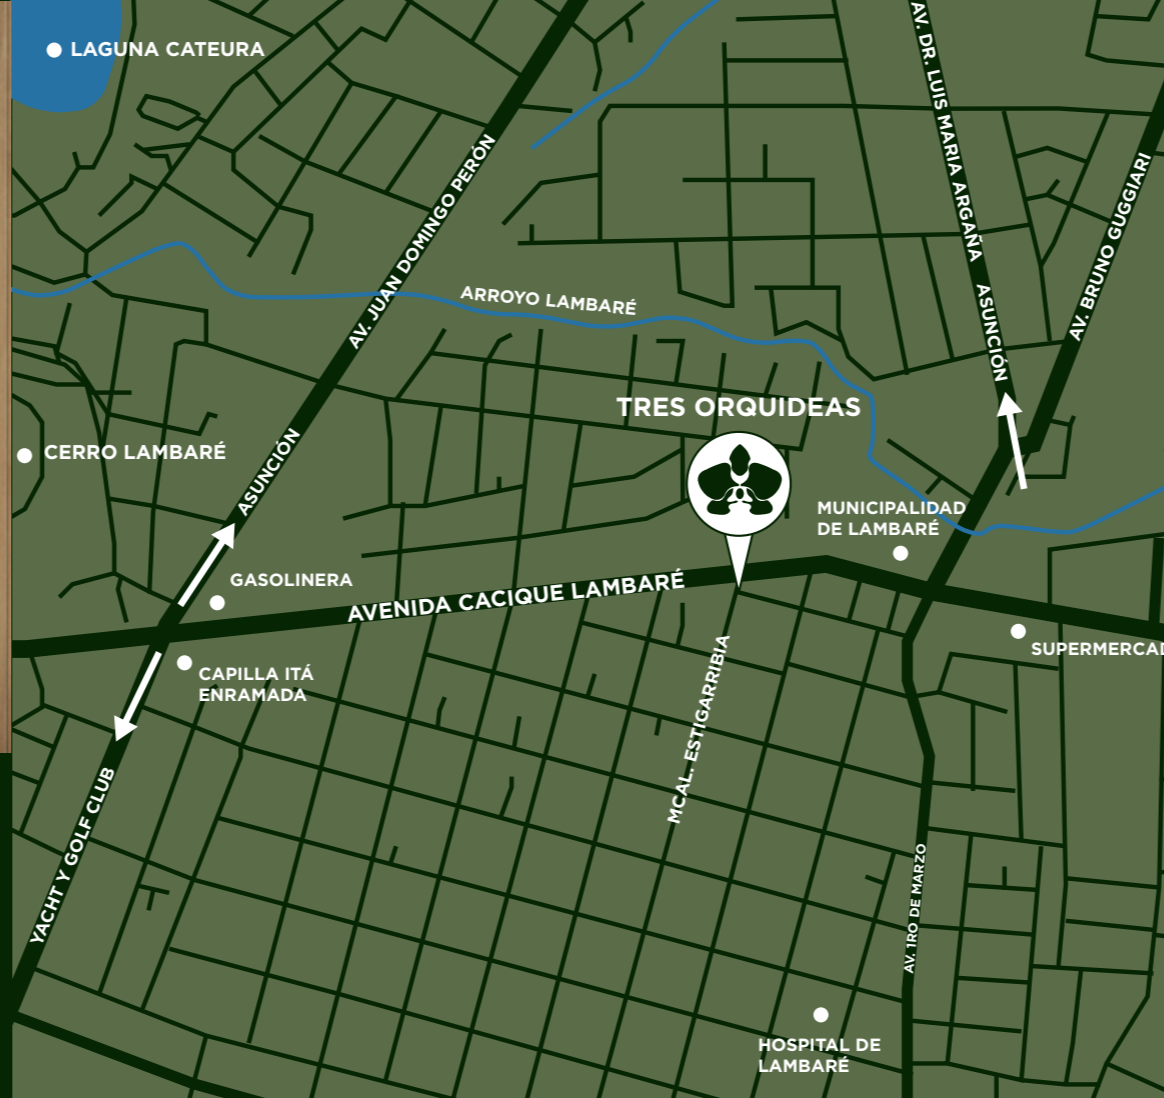 LAGUNA CATEURA
AV. DR. LUIS MARIA ARGAÑA
ASUNCIÓN
AV. BRUNO GUGGIARI
AV. JUAN DOMINGO PERÓN
ARROYO LAMBARÉ
TRES ORQUIDEAS
CERRO LAMBARÉ
ASUNCIÓN
MUNICIPALIDAD
DE LAMBARÉ
GASOLINERA
AVENIDA CACIQUE LAMBARÉ
SUPERMERCAD
CAPILLA ITÁ
ENRAMADA
MCAL. ESTIGARRIBIA
YACHT Y GOLF CLUB
AV. 1RO DE MARZO
HOSPITAL DE
LAMBARÉ